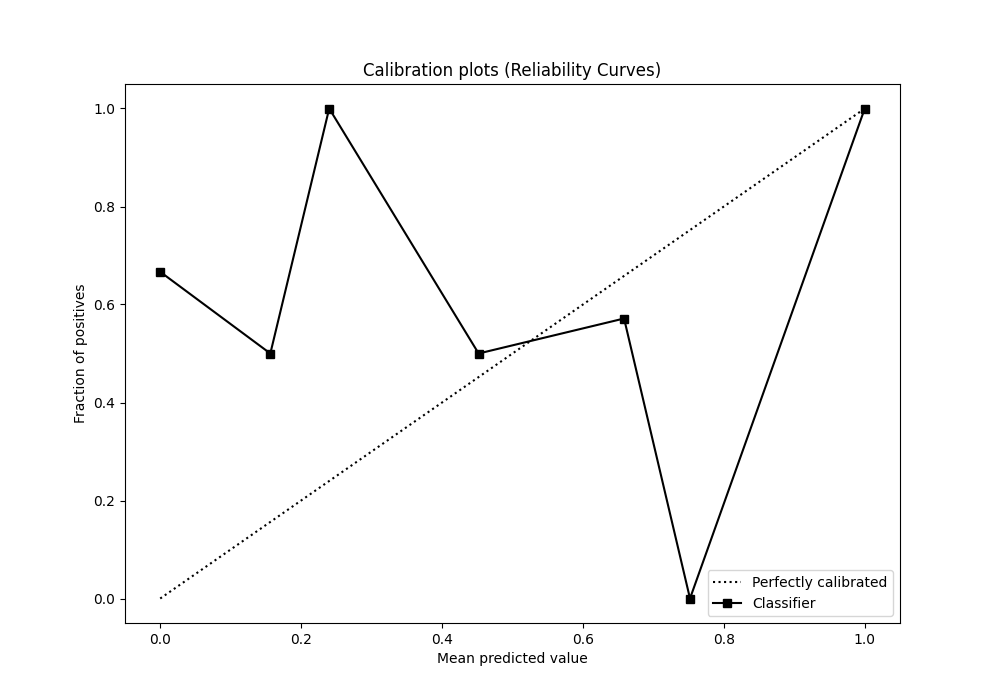 Calibration plots (Reliability Curves)
1.0
0.8
0.6
0.4
0.2
0.0
Fraction of positives
Perfectly calibrated
Classifier
0.0 0.2 0.4 0.6 0.8 1.0
Mean predicted value